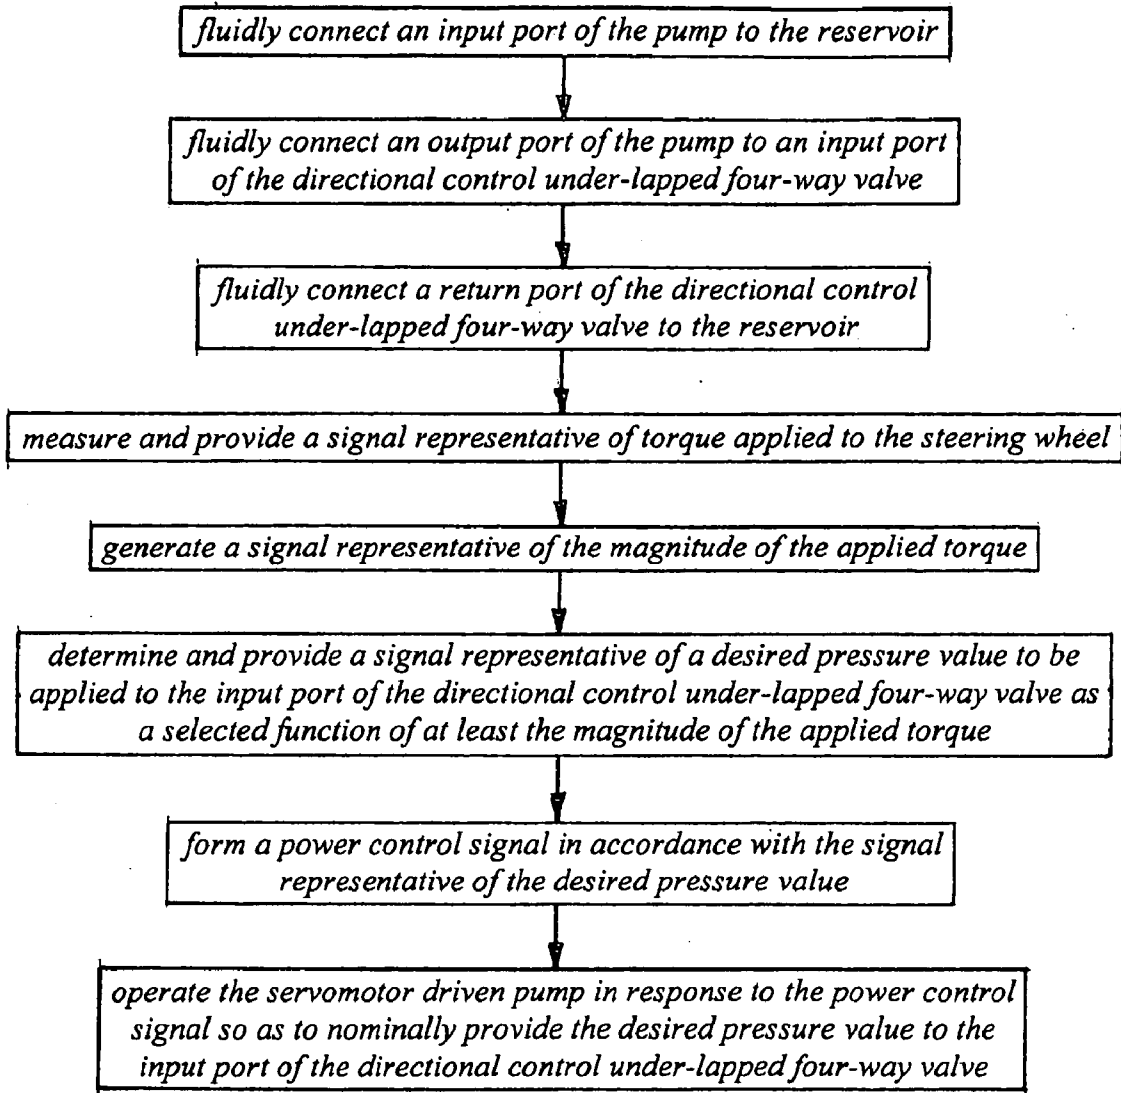 fluidly connect an input port of the pump to the reservoir
fluidly connect an output port of the pump to an input port
of the directional control under-lapped four-way valve
fluidly connect a return port of the directional control
under-lapped four-way valve to the reservoir
measure and provide a signal representative of torque applied to the steering wheel
generate a signal representative of the magnitude of the applied torque
determine and provide a signal representative of a desired pressure value to be
applied to the input port of the directional control under-lapped four-way valve as
a selected function of at least the magnitude of the applied torque
form a power control signal in accordance with the signal
representative of the desired pressure value
operate the servomotor driven pump in response to the power control
signal so as to nominally provide the desired pressure value to the
input port of the directional control under-lapped four-way valve